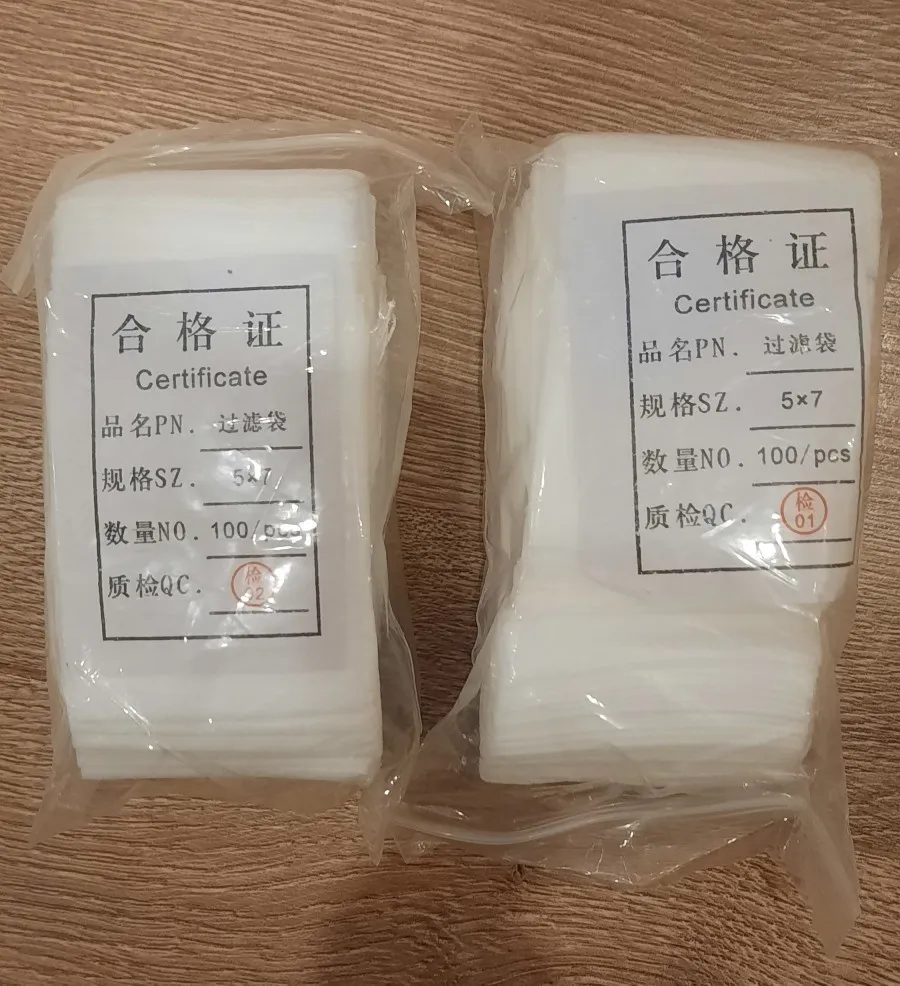 合格证
Certificate
品名PN. 过滤袋
规格SZ. 5×7
数量NO. 100/pcs
质检QC. 检
02
合格证
Certificate
品名PN. 过滤袋
规格SZ. 5×7
数量NO. 100/pcs
质检QC. 检
01